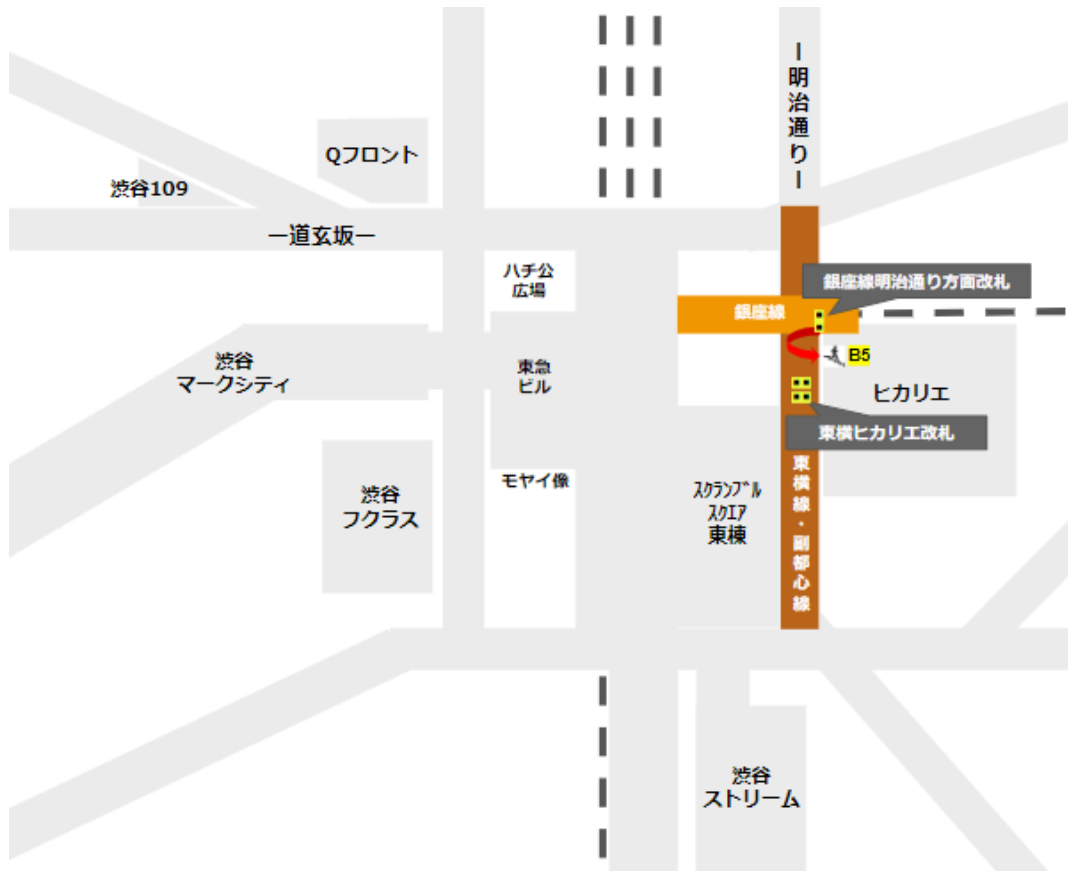 ー明治通りー
Qフロント
渋谷109
ー道玄坂ー
ハチ公
広場
銀座線明治通り方面改札
銀座線
B5
渋谷
マークシティ
東急
ビル
ヒカリエ
東横ヒカリエ改札
モヤイ像
渋谷
フクラス
スクランブル
スクエア
東棟
東横線・副都心線
渋谷
ストリーム